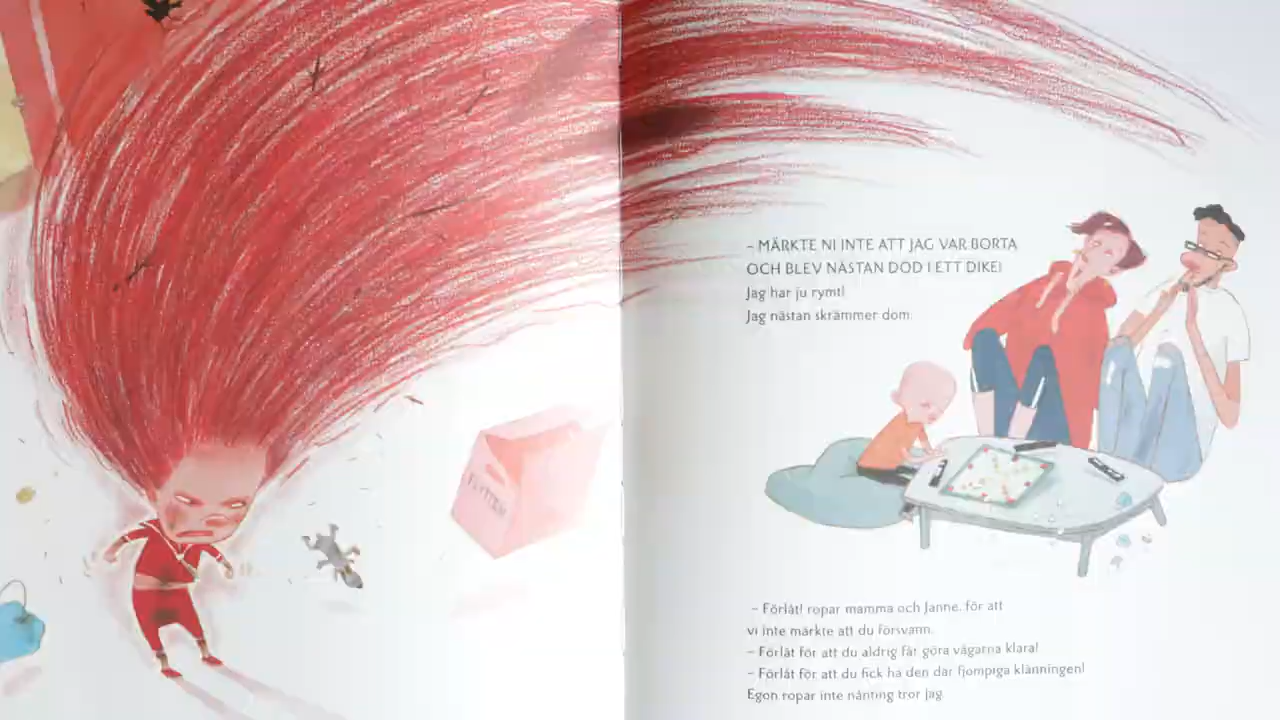 FLYTTEN
– MÄRKTE NI INTE ATT JAG VAR BORTA
OCH BLEV NÄSTAN DÖD I ETT DIKE!
Jag har ju rymt!
Jag nästan skrämmer dom.
– Förlåt! ropar mamma och Janne, för att
vi inte märkte att du försvann.
– Förlåt för att du aldrig får göra vågarna klara!
– Förlåt för att du fick ha den där fjompiga klänningen!
Egon ropar inte nånting tror jag.